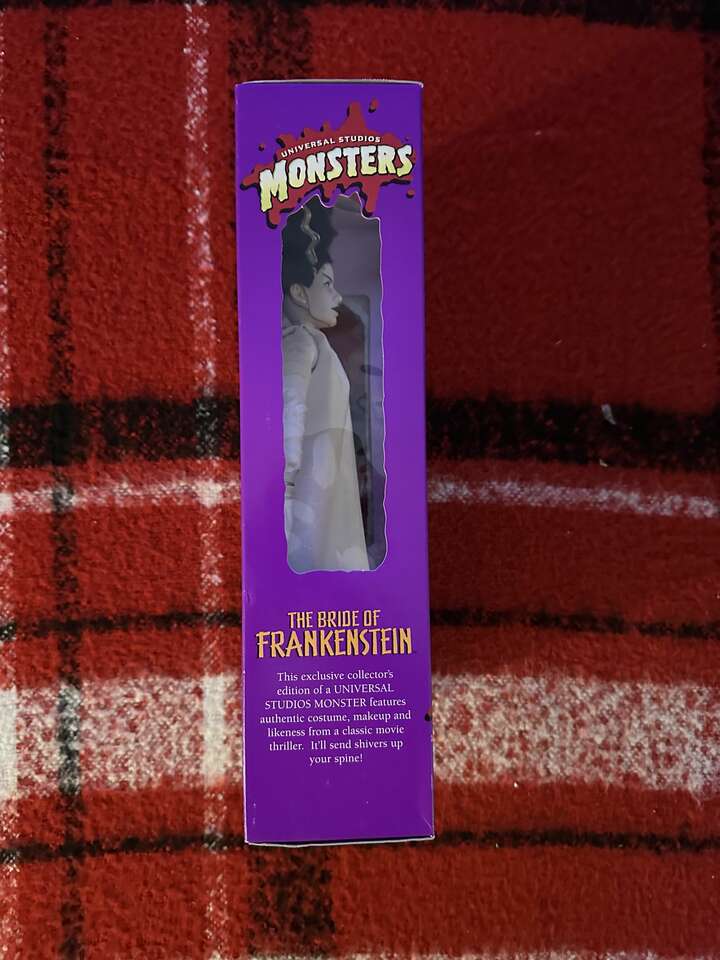 UNIVERSAL STUDIOS
MONSTERS
THE BRIDE OF
FRANKENSTEIN
This exclusive collector's
edition of a UNIVERSAL
STUDIOS MONSTER features
authentic costume, makeup and
likeness from a classic movie
thriller. It'll send shivers up
your spine!